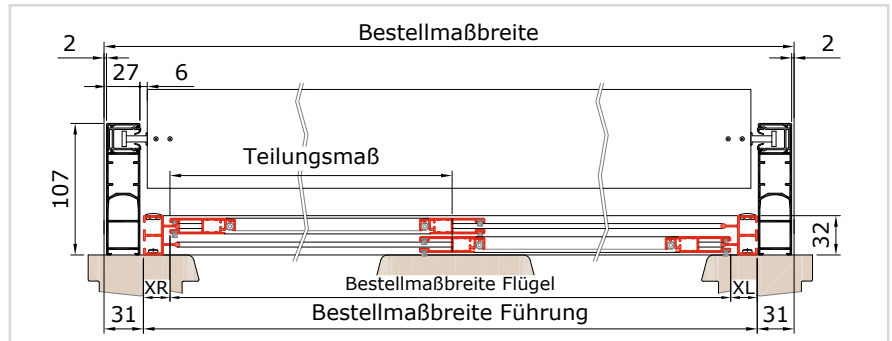 Bestellmaßbreite
2
2
27
6
Teilungsmaß
107
32
XR
Bestellmaßbreite Flügel
XL
31
Bestellmaßbreite Führung
31